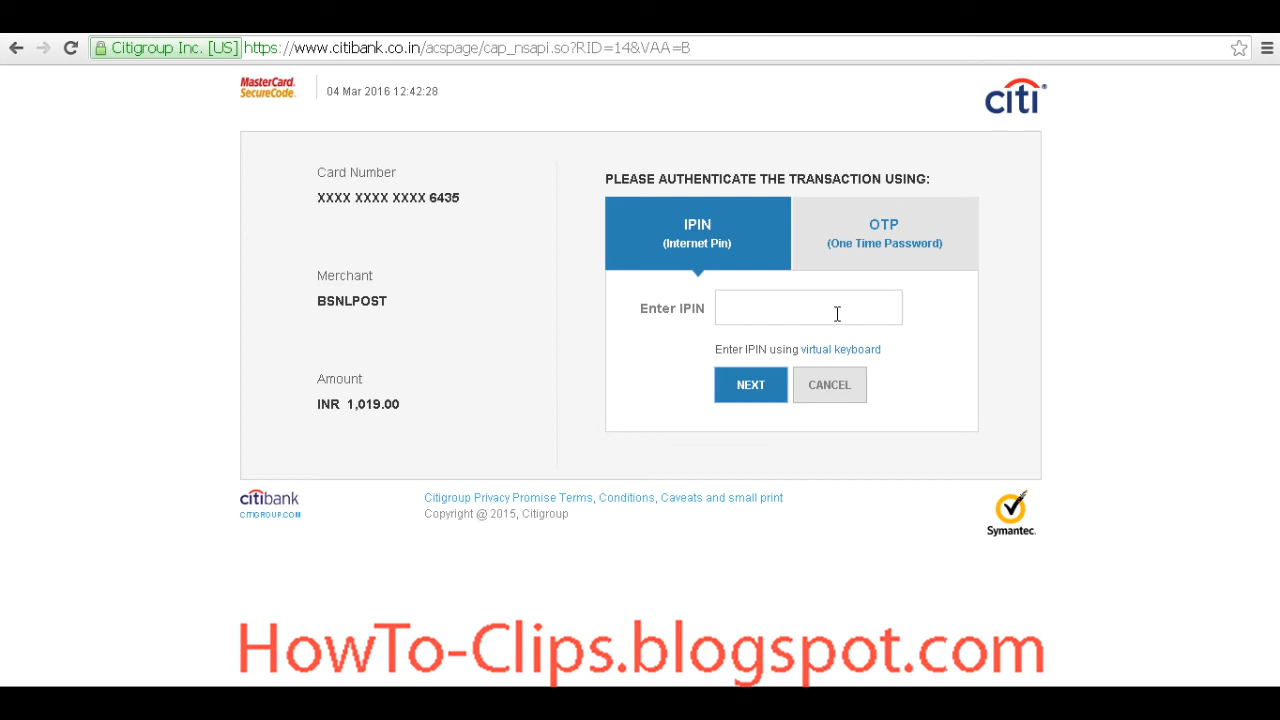 Citigroup Inc. [US] https://www.citibank.co.in/acspage/cap_nsapi.so?RID=14&VAA=B
MasterCard.
SecureCode.
04 Mar 2016 12:42:28
citi
Card Number
XXXX XXXX XXXX 6435
Merchant
BSNLPOST
Amount
INR 1,019.00
PLEASE AUTHENTICATE THE TRANSACTION USING:
IPIN
(Internet Pin)
OTP
(One Time Password)
Enter IPIN
Enter IPIN using virtual keyboard
NEXT
CANCEL
citibank
CITIGROUP.COM
Citigroup Privacy Promise Terms, Conditions, Caveats and small print
Copyright @ 2015, Citigroup
Symantec.
HowTo-Clips.blogspot.com